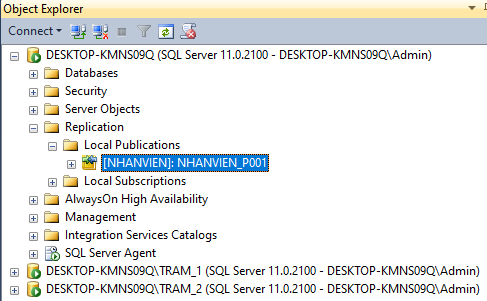 Object Explorer
Connect
DESKTOP-KMNS09Q (SQL Server 11.0.2100 - DESKTOP-KMNS09Q\Admin)
Databases
Security
Server Objects
Replication
Local Publications
[NHANVIEN]: NHANVIEN_P001
Local Subscriptions
AlwaysOn High Availability
Management
Integration Services Catalogs
SQL Server Agent
DESKTOP-KMNS09Q\TRAM_1 (SQL Server 11.0.2100 - DESKTOP-KMNS09Q\Admin)
DESKTOP-KMNS09Q\TRAM_2 (SQL Server 11.0.2100 - DESKTOP-KMNS09Q\Admin)